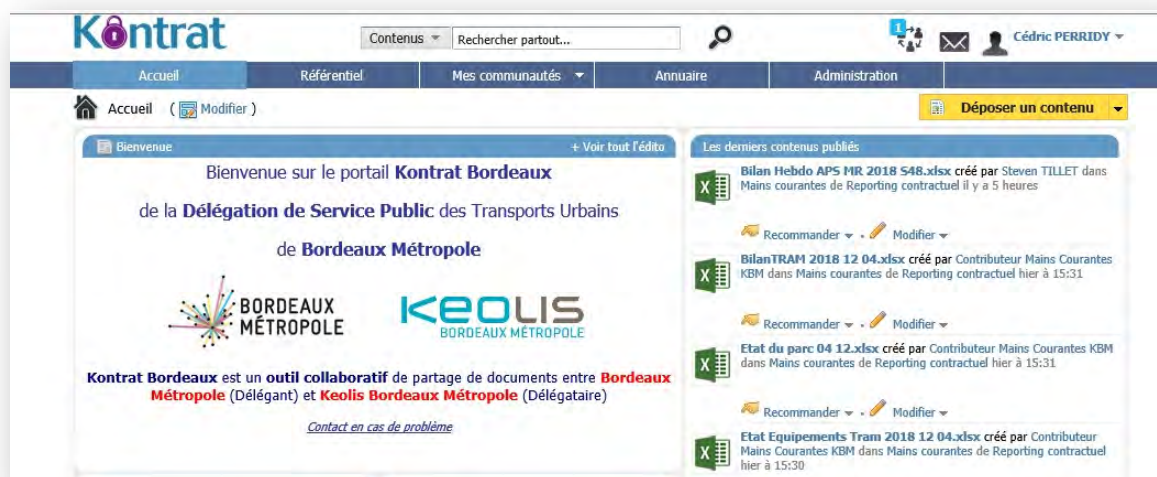 Kontrat
Contenus
Rechercher partout...
1
Cédric PERRIDY
Accueil
Référentiel
Mes communautés
Annuaire
Administration
Accueil ( Modifier )
Déposer un contenu
Bienvenue
+ Voir tout l'édito
Bienvenue sur le portail Kontrat Bordeaux
de la Délégation de Service Public des Transports Urbains
de Bordeaux Métropole
BORDEAUX
MÉTROPOLE
KEOLIS
BORDEAUX MÉTROPOLE
Kontrat Bordeaux est un outil collaboratif de partage de documents entre Bordeaux
Métropole (Délégant) et Keolis Bordeaux Métropole (Délégataire)
Contact en cas de problème
Les derniers contenus publiés
Bilan Hebdo APS MR 2018 S48.xlsx créé par Steven TILLET dans
Mains courantes de Reporting contractuel il y a 5 heures
Recommander - Modifier
BilanTRAM 2018 12 04.xlsx créé par Contributeur Mains Courantes
KBM dans Mains courantes de Reporting contractuel hier à 15:31
Recommander - Modifier
Etat du parc 04 12.xlsx créé par Contributeur Mains Courantes KBM
dans Mains courantes de Reporting contractuel hier à 15:31
Recommander - Modifier
Etat Equipements Tram 2018 12 04.xlsx créé par Contributeur
Mains Courantes KBM dans Mains courantes de Reporting contractuel
hier à 15:30